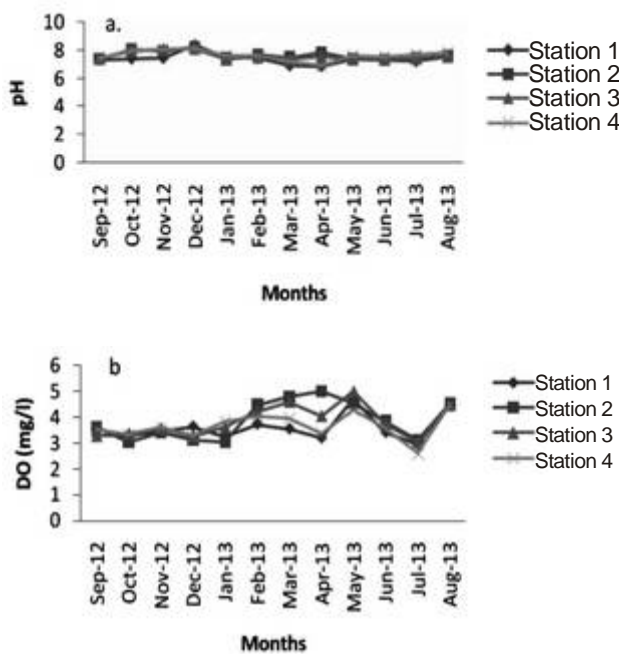 a.
10
8
6
4
2
0
pH
Sep-12
Oct-12
Nov-12
Dec-12
Jan-13
Feb-13
Mar-13
Apr-13
May-13
Jun-13
Jul-13
Aug-13
Months
Station 1
Station 2
Station 3
Station 4
b
6
5
4
3
2
1
0
DO (mg/l)
Sep-12
Oct-12
Nov-12
Dec-12
Jan-13
Feb-13
Mar-13
Apr-13
May-13
Jun-13
Jul-13
Aug-13
Months
Station 1
Station 2
Station 3
Station 4